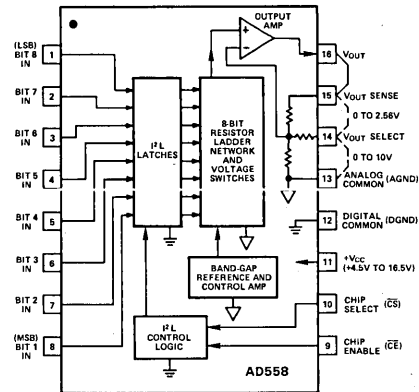 OUTPUT
AMP
(LSB)
BIT 8
IN
1
BIT 7
IN
2
BIT 6
IN
3
BIT 5
IN
4
BIT 4
IN
5
BIT 3
IN
6
BIT 2
IN
7
(MSB)
BIT 1
IN
8
I²L
LATCHES
8-BIT
RESISTOR
LADDER
NETWORK
AND
VOLTAGE
SWITCHES
BAND-GAP
REFERENCE AND
CONTROL AMP
I²L
CONTROL
LOGIC
AD558
16
VOUT
15
VOUT SENSE
0 TO 2.56V
14
VOUT SELECT
0 TO 10V
13
ANALOG
COMMON (AGND)
12
DIGITAL
COMMON (DGND)
11
+VCC
(+4.5V TO 16.5V)
10
CHIP
SELECT (C̅S̅)
9
CHIP
ENABLE (C̅E̅)